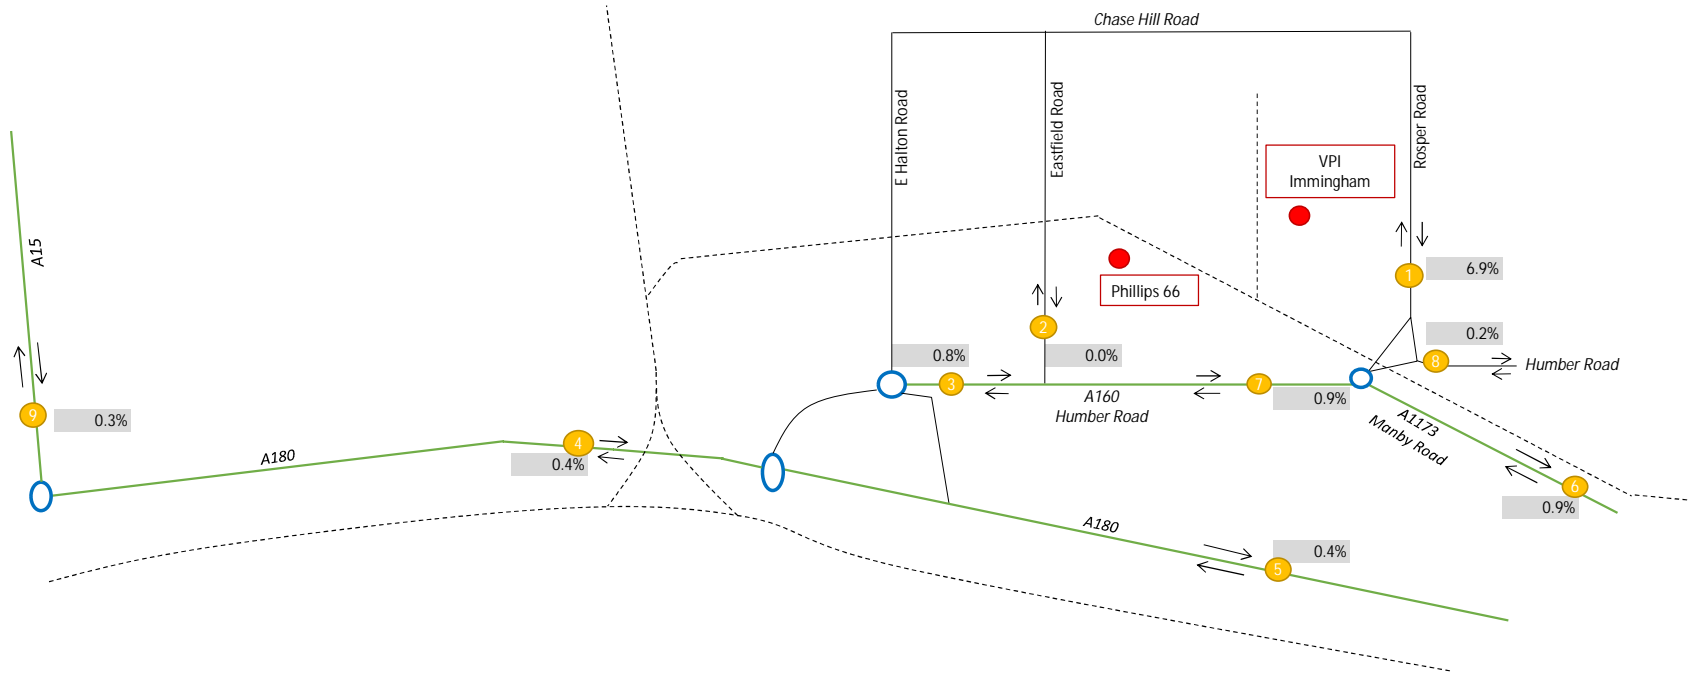 Chase Hill Road
E Halton Road
Eastfield Road
Rosper Road
VPI
Immingham
A15
Phillips 66
1
6.9%
2
0.2%
0.8%
0.0%
8
Humber Road
3
7
A160
Humber Road
0.9%
A1173
Manby Road
9
0.3%
4
0.4%
A180
6
0.9%
A180
0.4%
5